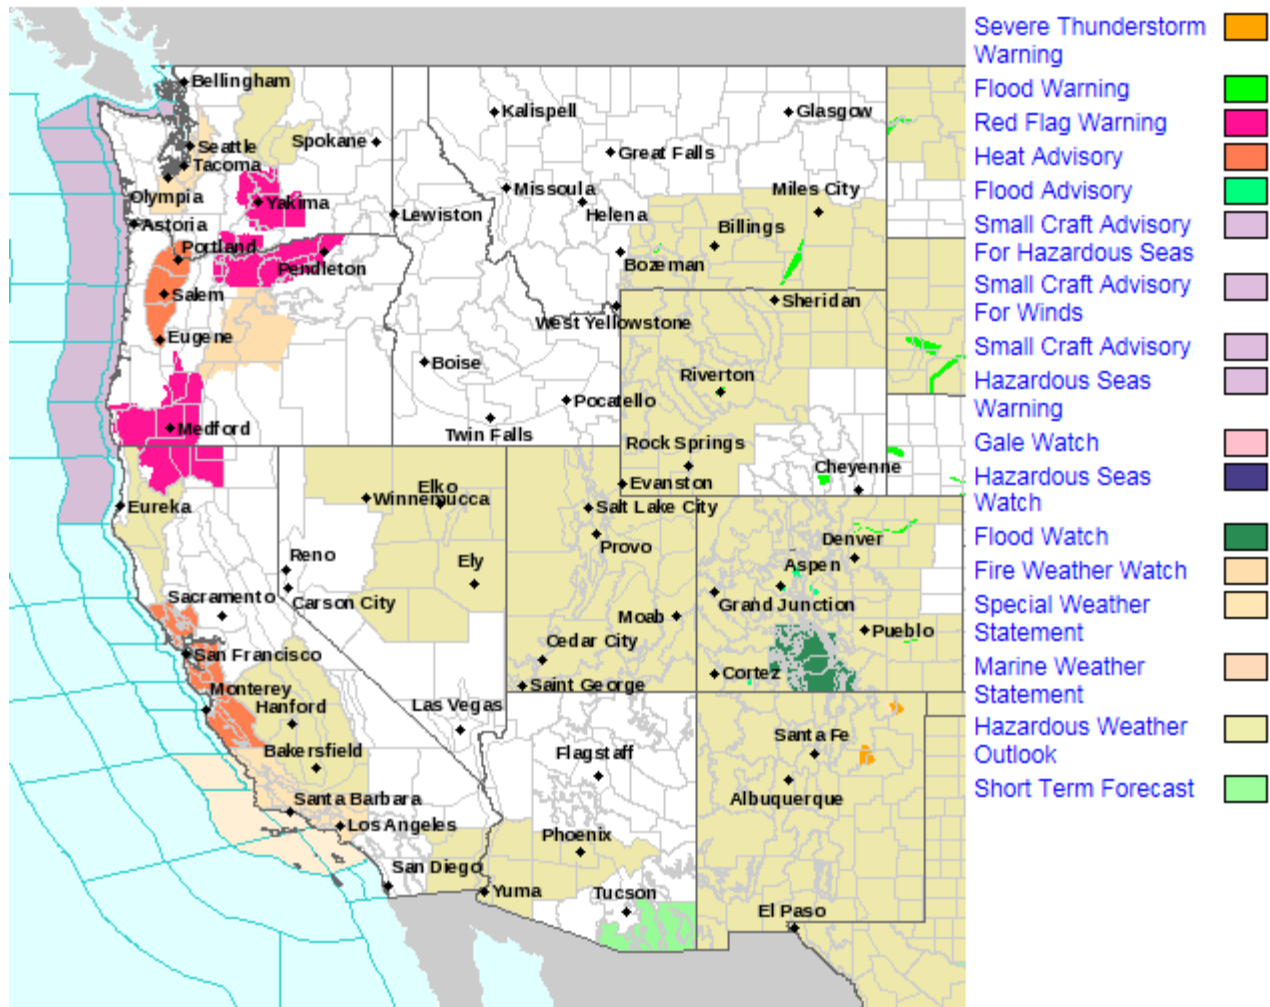 Bellingham
Seattle
Tacoma
Olympia
Astoria
Spokane
Yakima
Portland
Pendleton
Salem
Eugene
Medford
Lewiston
Kalispell
Glasgow
Great Falls
Missoula
Helena
Miles City
Billings
Bozeman
West Yellowstone
Sheridan
Boise
Riverton
Pocatello
Twin Falls
Rock Springs
Cheyenne
Evanston
Eureka
Elko
Winnemucca
Salt Lake City
Provo
Denver
Reno
Ely
Aspen
Carson City
Grand Junction
Sacramento
Moab
Pueblo
San Francisco
Cedar City
Cortez
Saint George
Monterey
Hanford
Las Vegas
Bakersfield
Flagstaff
Santa Fe
Albuquerque
Santa Barbara
Los Angeles
Phoenix
San Diego
Yuma
Tucson
El Paso
Severe Thunderstorm
Warning
Flood Warning
Red Flag Warning
Heat Advisory
Flood Advisory
Small Craft Advisory
For Hazardous Seas
Small Craft Advisory
For Winds
Small Craft Advisory
Hazardous Seas
Warning
Gale Watch
Hazardous Seas
Watch
Flood Watch
Fire Weather Watch
Special Weather
Statement
Marine Weather
Statement
Hazardous Weather
Outlook
Short Term Forecast